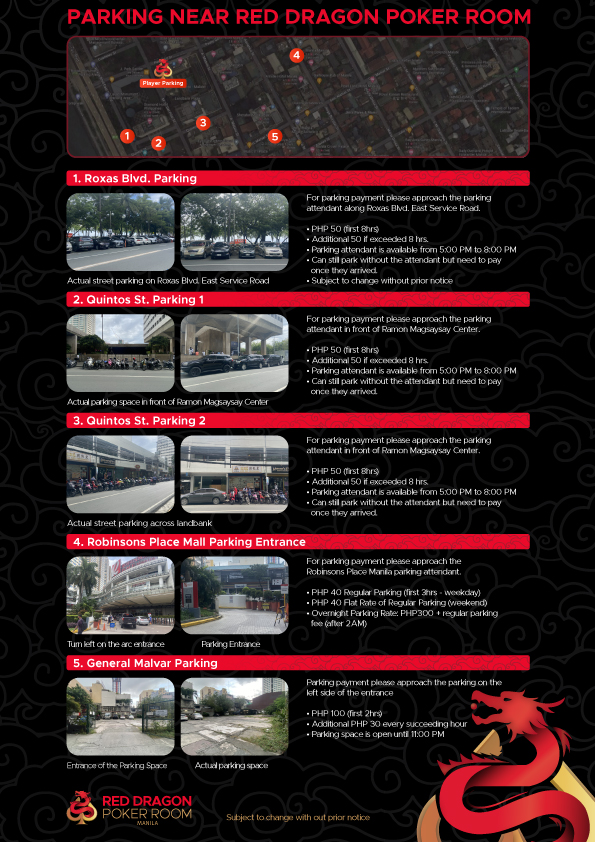 PARKING NEAR RED DRAGON POKER ROOM
4
Player Parking
3
1
2
5
1. Roxas Blvd. Parking
For parking payment please approach the parking
attendant along Roxas Blvd. East Service Road.
• PHP 50 (first 8hrs)
• Additional 50 if exceeded 8 hrs.
• Parking attendant is available from 5:00 PM to 8:00 PM
• Can still park without the attendant but need to pay
once they arrived.
• Subject to change without prior notice
Actual street parking on Roxas Blvd. East Service Road
2. Quintos St. Parking 1
For parking payment please approach the parking
attendant in front of Ramon Magsaysay Center.
• PHP 50 (first 8hrs)
• Additional 50 if exceeded 8 hrs.
• Parking attendant is available from 5:00 PM to 8:00 PM
• Can still park without the attendant but need to pay
once they arrived.
Actual parking space in front of Ramon Magsaysay Center
3. Quintos St. Parking 2
For parking payment please approach the parking
attendant in front of Ramon Magsaysay Center.
• PHP 50 (first 8hrs)
• Additional 50 if exceeded 8 hrs.
• Parking attendant is available from 5:00 PM to 8:00 PM
• Can still park without the attendant but need to pay
once they arrived.
Actual street parking across landbank
4. Robinsons Place Mall Parking Entrance
For parking payment please approach the
Robinsons Place Manila parking attendant.
• PHP 40 Regular Parking (first 3hrs - weekday)
• PHP 40 Flat Rate of Regular Parking (weekend)
• Overnight Parking Rate: PHP300 + regular parking
fee (after 2AM)
Turn left on the arc entrance
Parking Entrance
5. General Malvar Parking
Parking payment please approach the parking on the
left side of the entrance
• PHP 100 (first 2hrs)
• Additional PHP 30 every succeeding hour
• Parking space is open until 11:00 PM
Entrance of the Parking Space
Actual parking space
RED DRAGON
POKER ROOM
MANILA
Subject to change with out prior notice